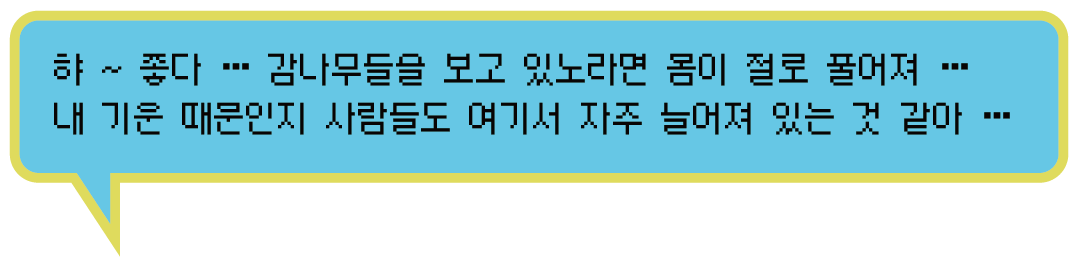 햐 ~ 좋다 … 감나무들을 보고 있노라면 몸이 절로 풀어져 …
내 기운 때문인지 사람들도 여기서 자주 늘어져 있는 것 같아 …